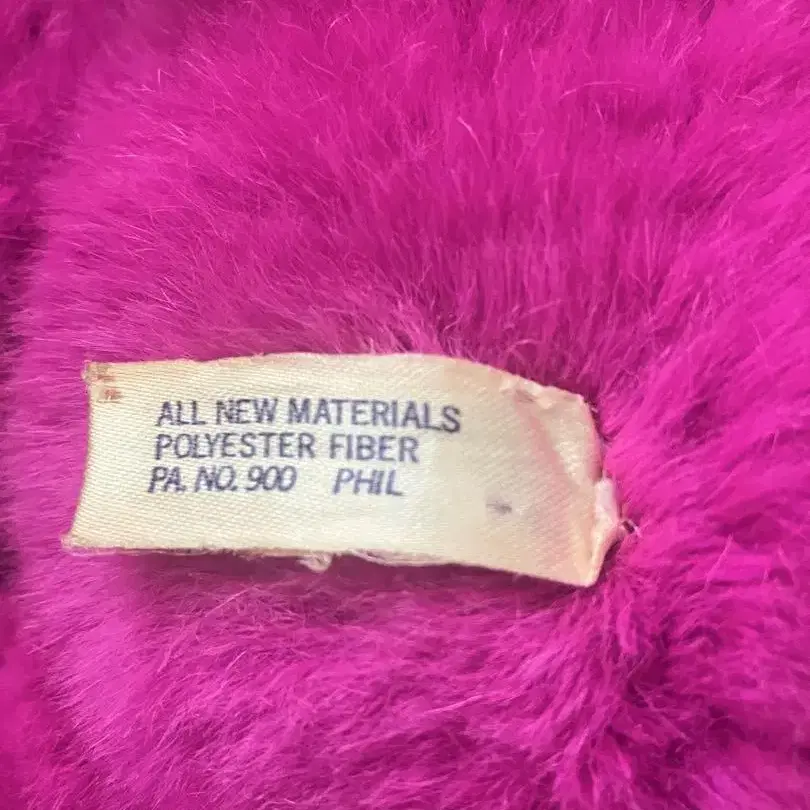 ALL NEW MATERIALS
POLYESTER FIBER
PA. NO. 900 PHIL